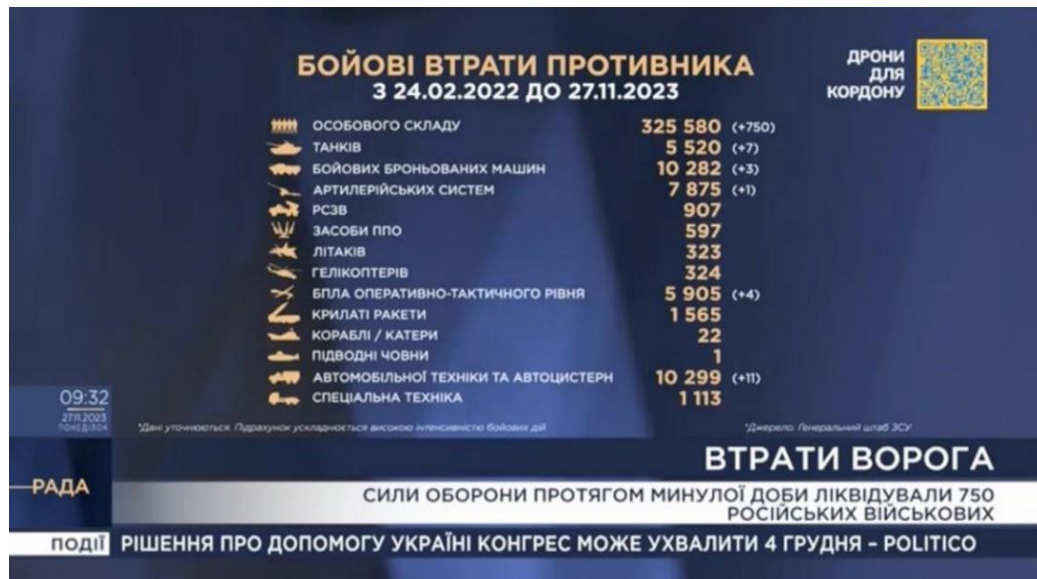 БОЙОВІ ВТРАТИ ПРОТИВНИКА
З 24.02.2022 ДО 27.11.2023
ДРОНИ
ДЛЯ
КОРДОНУ
ОСОБОВОГО СКЛАДУ 325 580 (+750)
ТАНКІВ 5 520 (+7)
БОЙОВИХ БРОНЬОВАНИХ МАШИН 10 282 (+3)
АРТИЛЕРІЙСЬКИХ СИСТЕМ 7 875 (+1)
РСЗВ 907
ЗАСОБИ ППО 597
ЛІТАКІВ 323
ГЕЛІКОПТЕРІВ 324
БПЛА ОПЕРАТИВНО-ТАКТИЧНОГО РІВНЯ 5 905 (+4)
КРИЛАТІ РАКЕТИ 1 565
КОРАБЛІ / КАТЕРИ 22
ПІДВОДНІ ЧОВНИ 1
АВТОМОБІЛЬНОЇ ТЕХНІКИ ТА АВТОЦИСТЕРН 10 299 (+11)
СПЕЦІАЛЬНА ТЕХНІКА 1 113
09:32
27.11.2023
ПОНЕДІЛОК
*Дані уточнюються. Підрахунок ускладнюється високою інтенсивністю бойових дій
*Джерело: Генеральний штаб ЗСУ
ВТРАТИ ВОРОГА
РАДА
СИЛИ ОБОРОНИ ПРОТЯГОМ МИНУЛОЇ ДОБИ ЛІКВІДУВАЛИ 750
РОСІЙСЬКИХ ВІЙСЬКОВИХ
ПОДІЇ РІШЕННЯ ПРО ДОПОМОГУ УКРАЇНІ КОНГРЕС МОЖЕ УХВАЛИТИ 4 ГРУДНЯ – POLITICO